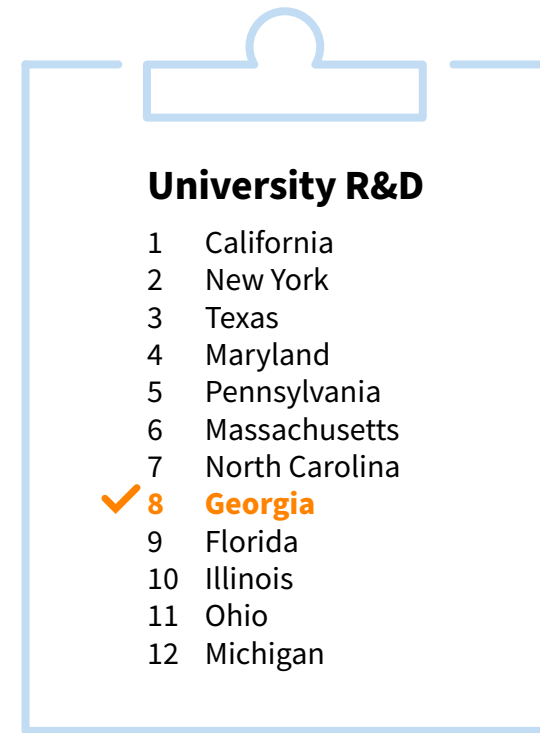 University R&D
1 California
2 New York
3 Texas
4 Maryland
5 Pennsylvania
6 Massachusetts
7 North Carolina
8 Georgia
9 Florida
10 Illinois
11 Ohio
12 Michigan